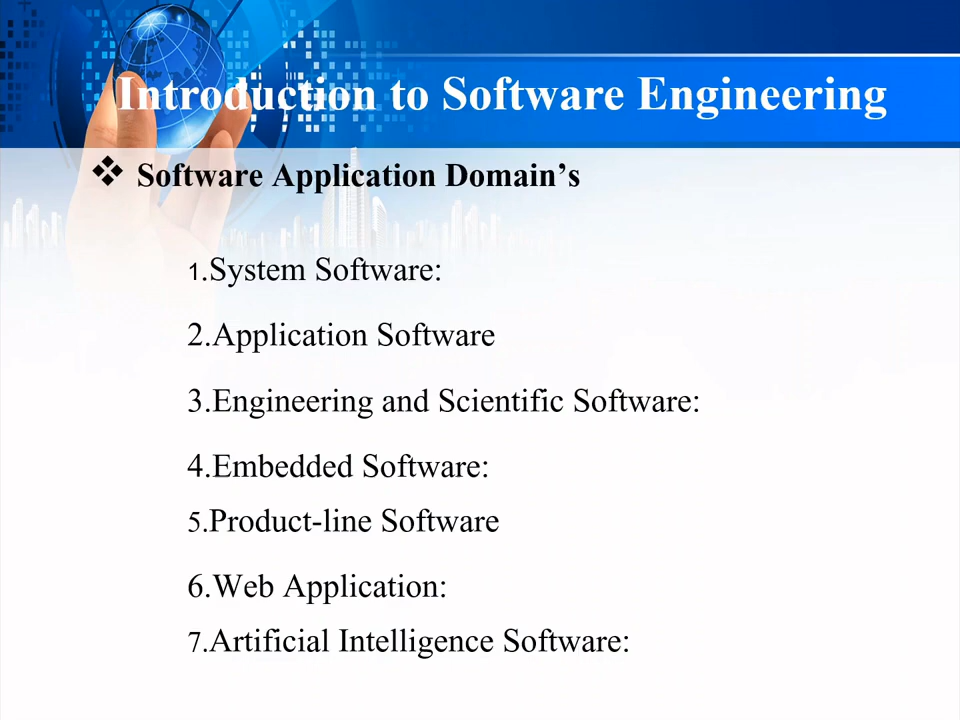 Introduction to Software Engineering
❖ Software Application Domain’s
1.System Software:
2.Application Software
3.Engineering and Scientific Software:
4.Embedded Software:
5.Product-line Software
6.Web Application:
7.Artificial Intelligence Software: